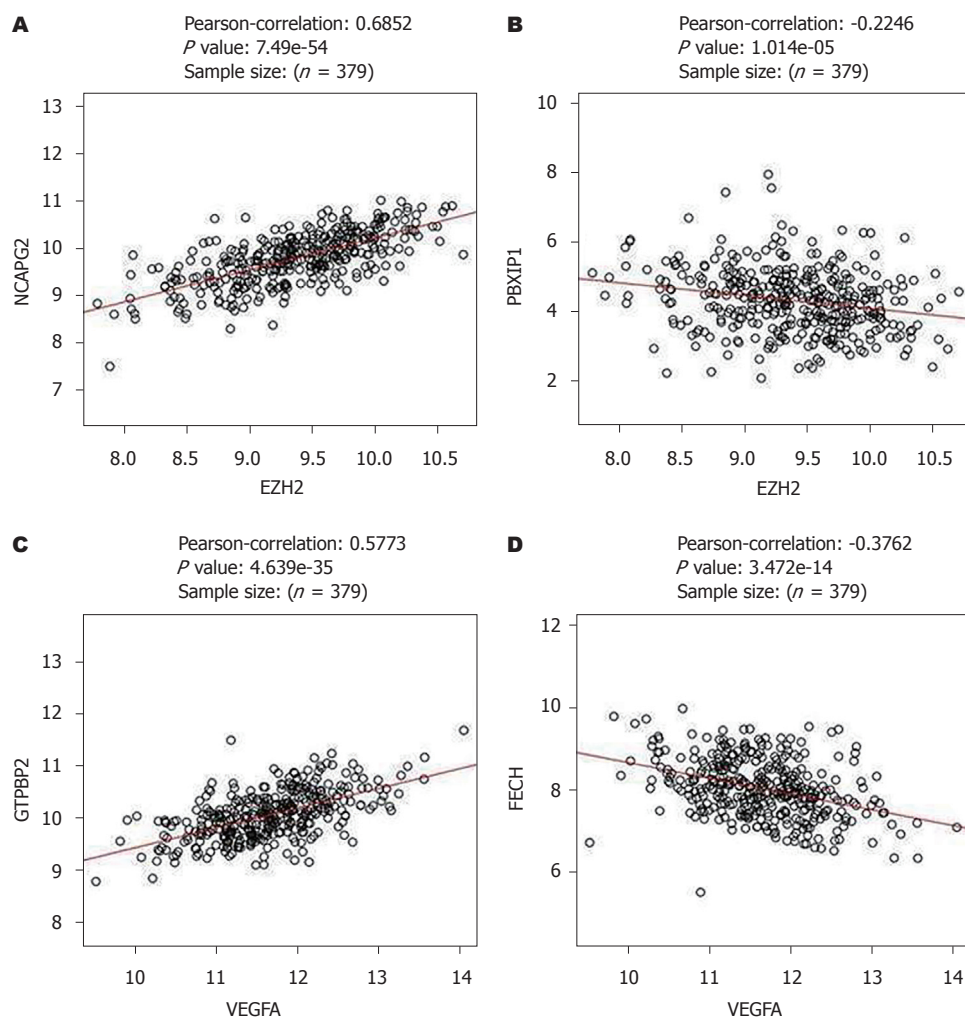 A
Pearson-correlation: 0.6852
P value: 7.49e-54
Sample size: (n = 379)
13
12
11
10
9
8
7
NCAPG2
8.0 8.5 9.0 9.5 10.0 10.5
EZH2
B
Pearson-correlation: -0.2246
P value: 1.014e-05
Sample size: (n = 379)
10
8
6
4
2
PBXIP1
8.0 8.5 9.0 9.5 10.0 10.5
EZH2
C
Pearson-correlation: 0.5773
P value: 4.639e-35
Sample size: (n = 379)
13
12
11
10
9
8
GTPBP2
10 11 12 13 14
VEGFA
D
Pearson-correlation: -0.3762
P value: 3.472e-14
Sample size: (n = 379)
12
10
8
6
FECH
10 11 12 13 14
VEGFA